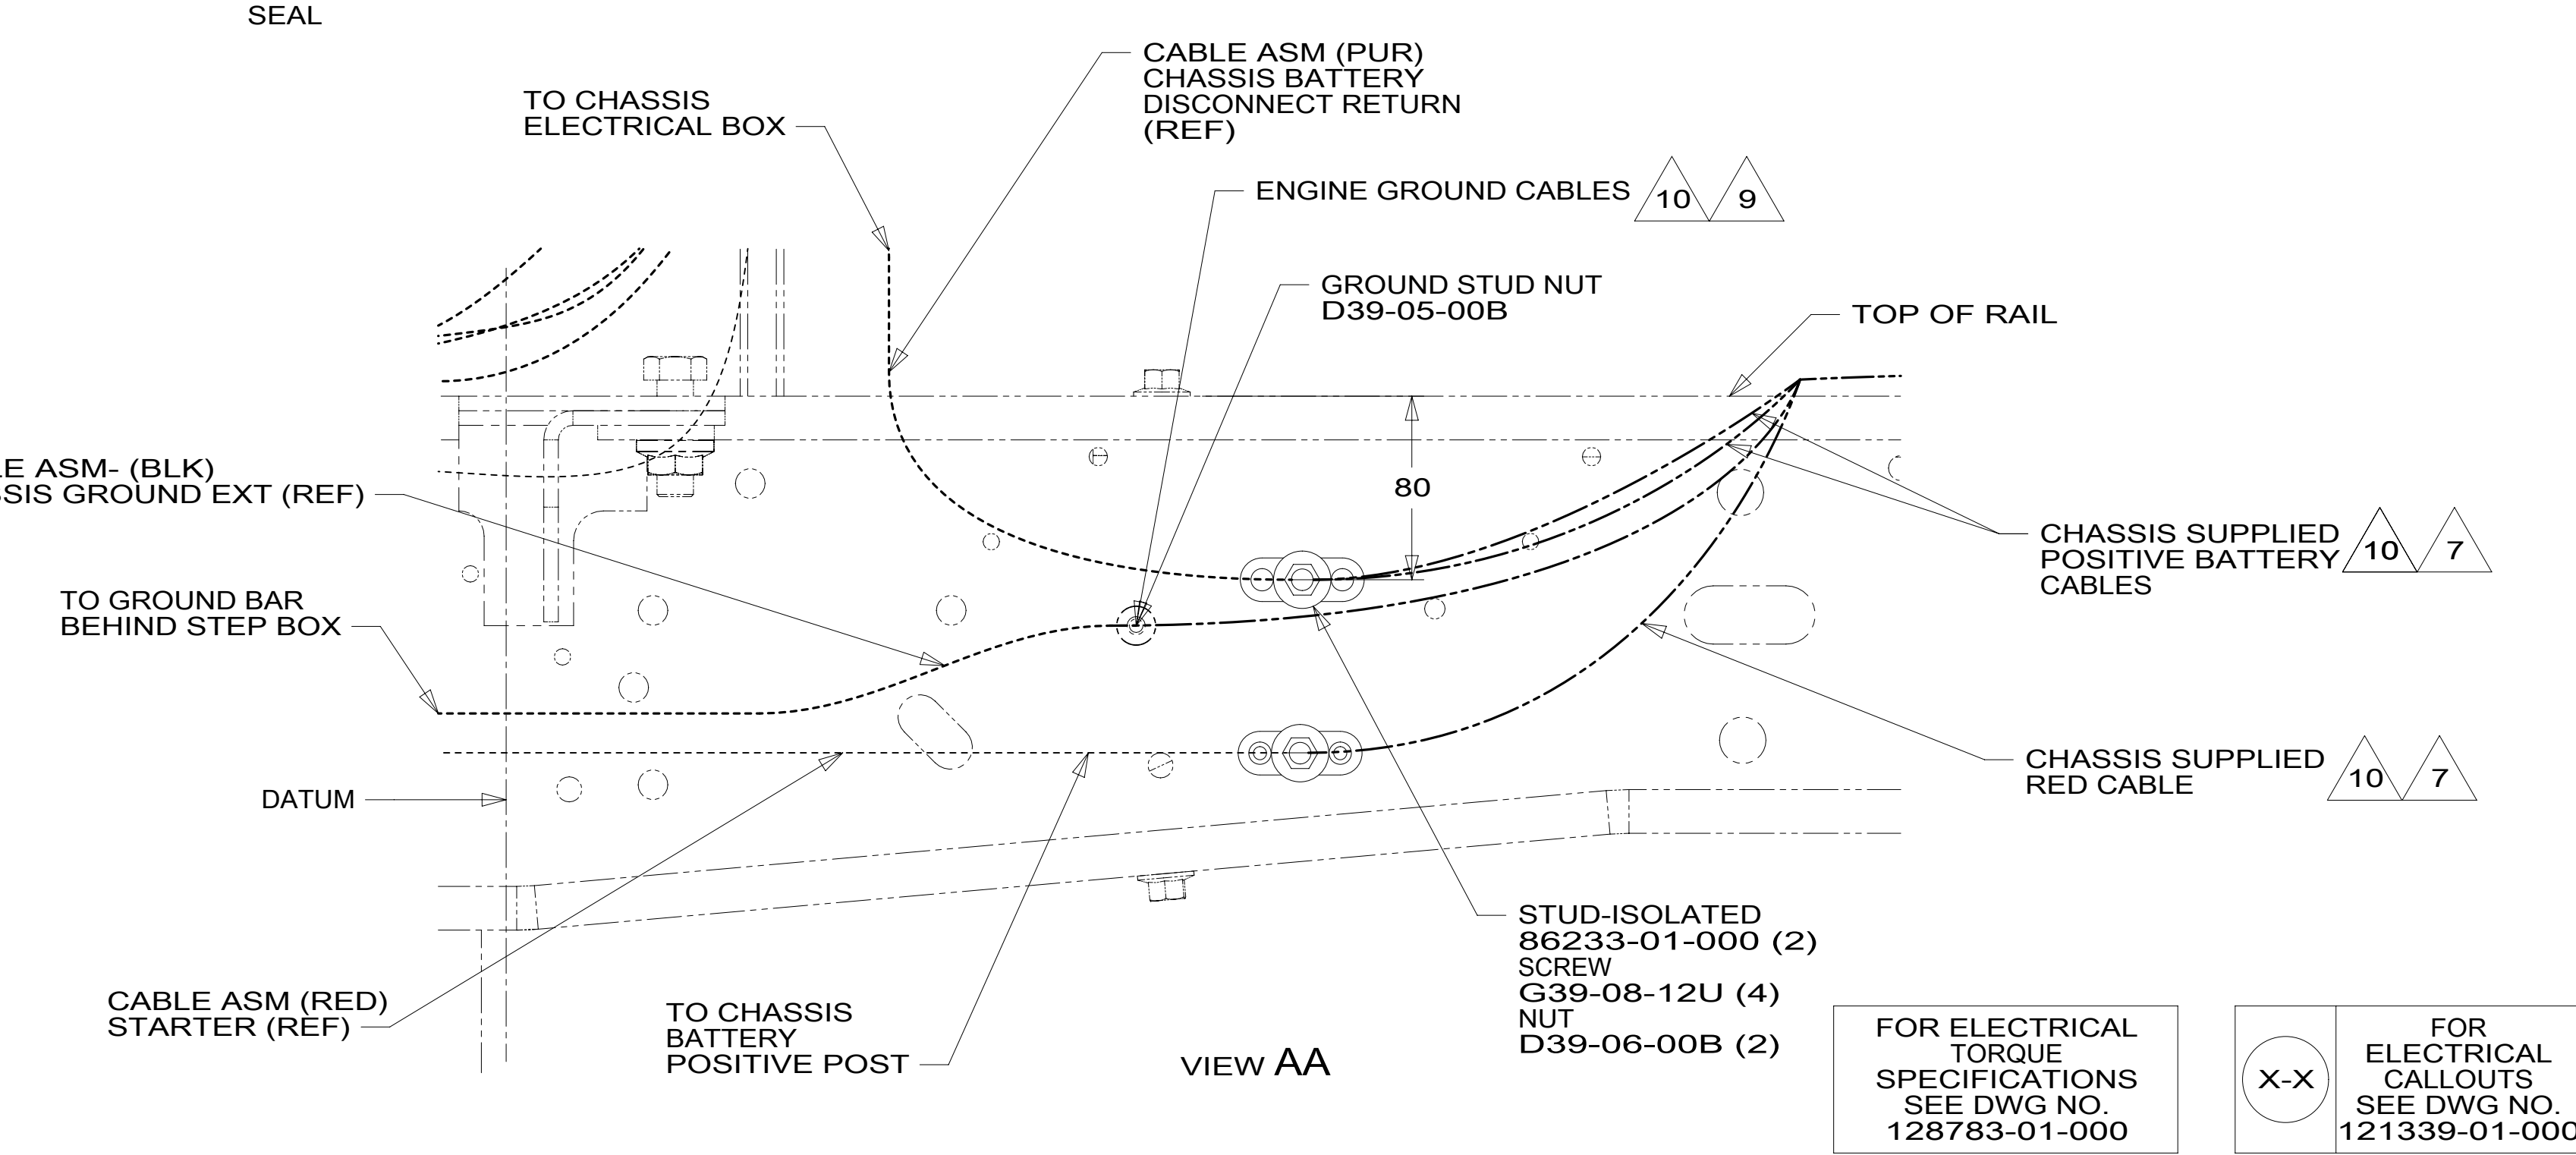 SEAL
CABLE ASM (PUR)
CHASSIS BATTERY
DISCONNECT RETURN
(REF)
TO CHASSIS
ELECTRICAL BOX
ENGINE GROUND CABLES 10 9
GROUND STUD NUT
D39-05-00B
TOP OF RAIL
80
LE ASM- (BLK)
SSIS GROUND EXT (REF)
CHASSIS SUPPLIED
POSITIVE BATTERY 10 7
CABLES
TO GROUND BAR
BEHIND STEP BOX
CHASSIS SUPPLIED 10 7
RED CABLE
DATUM
STUD-ISOLATED
86233-01-000 (2)
SCREW
G39-08-12U (4)
NUT
D39-06-00B (2)
CABLE ASM (RED)
STARTER (REF)
TO CHASSIS
BATTERY
POSITIVE POST
VIEW AA
FOR ELECTRICAL
TORQUE
SPECIFICATIONS
SEE DWG NO.
128783-01-000
X-X
FOR
ELECTRICAL
CALLOUTS
SEE DWG NO.
121339-01-000